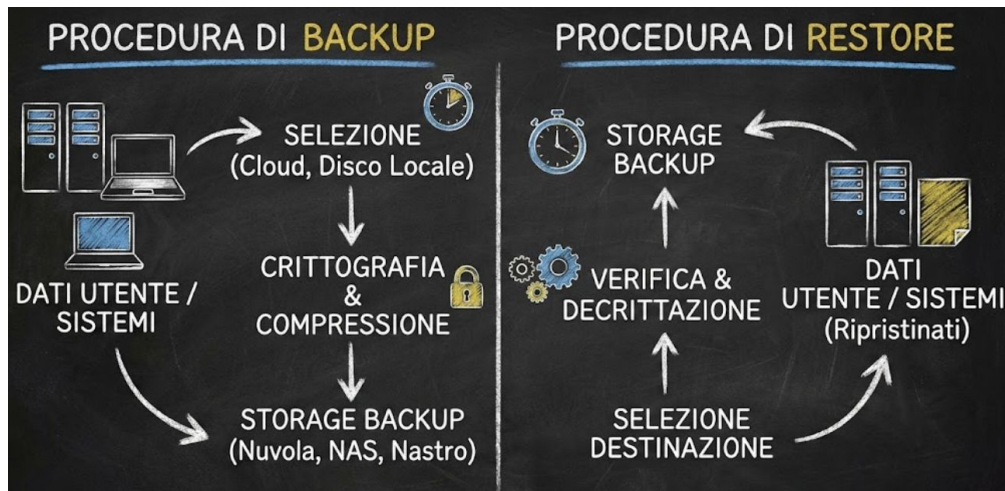 PROCEDURA DI BACKUP
SELEZIONE
(Cloud, Disco Locale)
DATI UTENTE /
SISTEMI
CRITTOGRAFIA
&
COMPRESSIONE
STORAGE BACKUP
(Nuvola, NAS, Nastro)
PROCEDURA DI RESTORE
STORAGE
BACKUP
VERIFICA &
DECRITTAZIONE
SELEZIONE
DESTINAZIONE
DATI
UTENTE / SISTEMI
(Ripristinati)